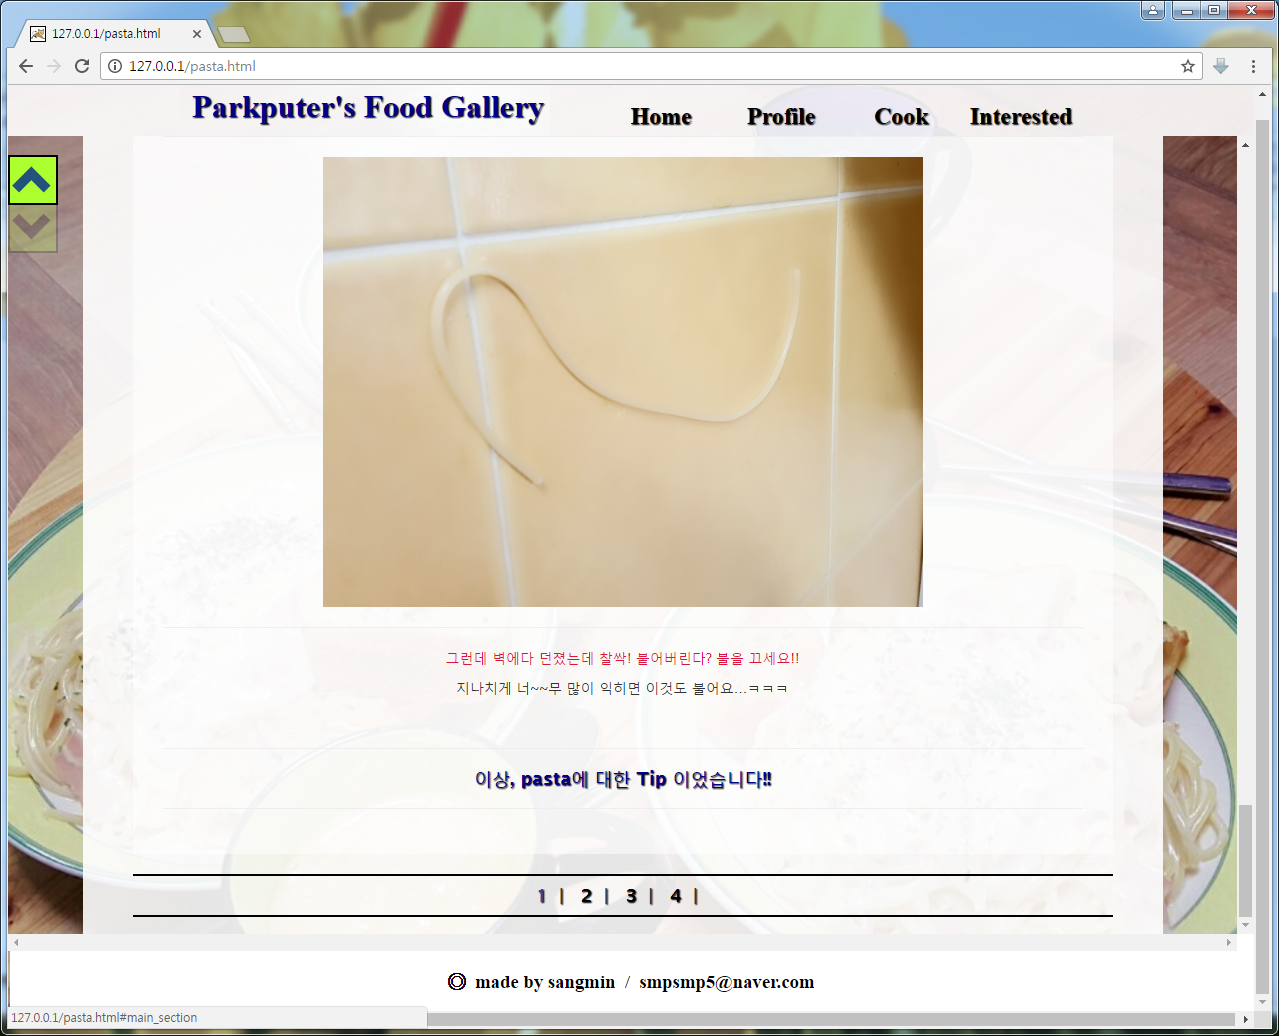 127.0.0.1/pasta.html
127.0.0.1/pasta.html
Parkputer's Food Gallery
Home Profile Cook Interested
그런데 벽에다 던졌는데 찰싹! 붙어버린다? 불을 끄세요!!
지나치게 너~~무 많이 익히면 이것도 붙어요...ㅋㅋㅋ
이상, pasta에 대한 Tip 이었습니다!!
1 | 2 | 3 | 4 |
made by sangmin / smpsmp5@naver.com
127.0.0.1/pasta.html#main_section